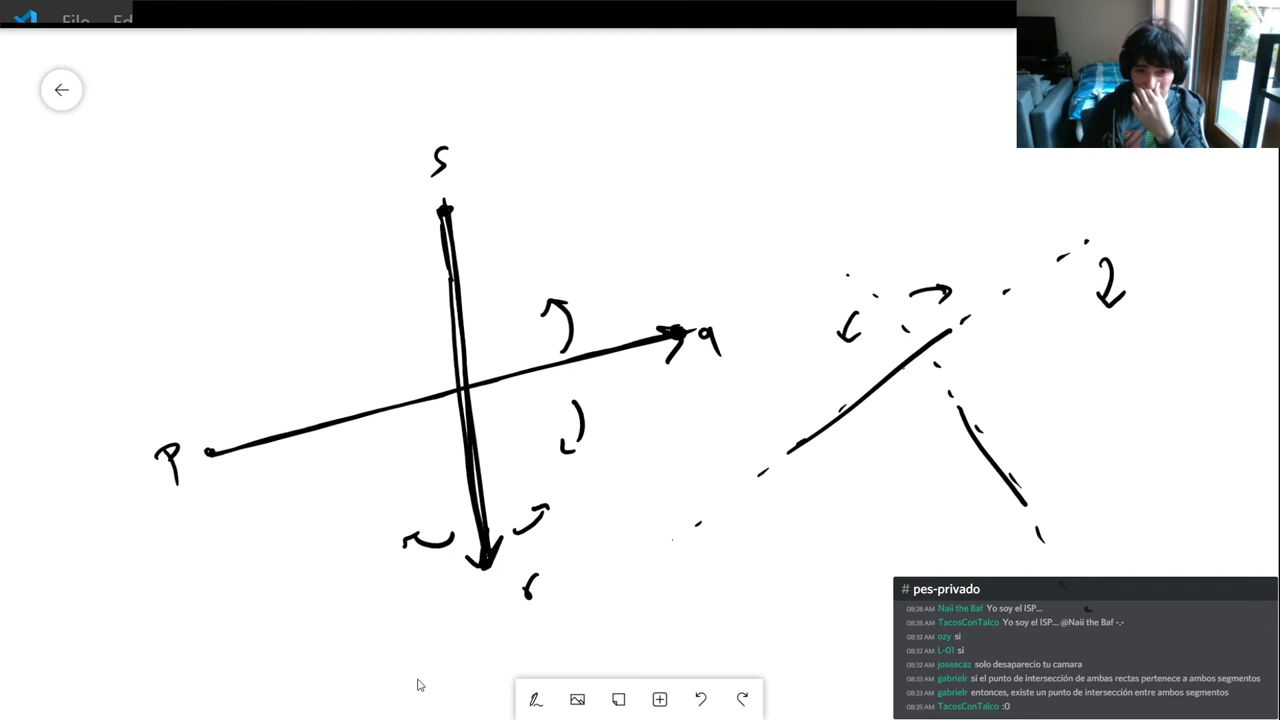 File Ed
S
q
P
r
# pes-privado
08:28 AM Naii the Baf Yo soy el ISP...
08:28 AM TacosConTalco Yo soy el ISP... @Naii the Baf -.-
08:32 AM ozy si
08:32 AM L-01 si
08:32 AM joseacaz solo desaparecio tu camara
08:33 AM gabrielr si el punto de intersección de ambas rectas pertenece a ambos segmentos
08:33 AM gabrielr entonces, existe un punto de intersección entre ambos segmentos
08:35 AM TacosConTalco :0